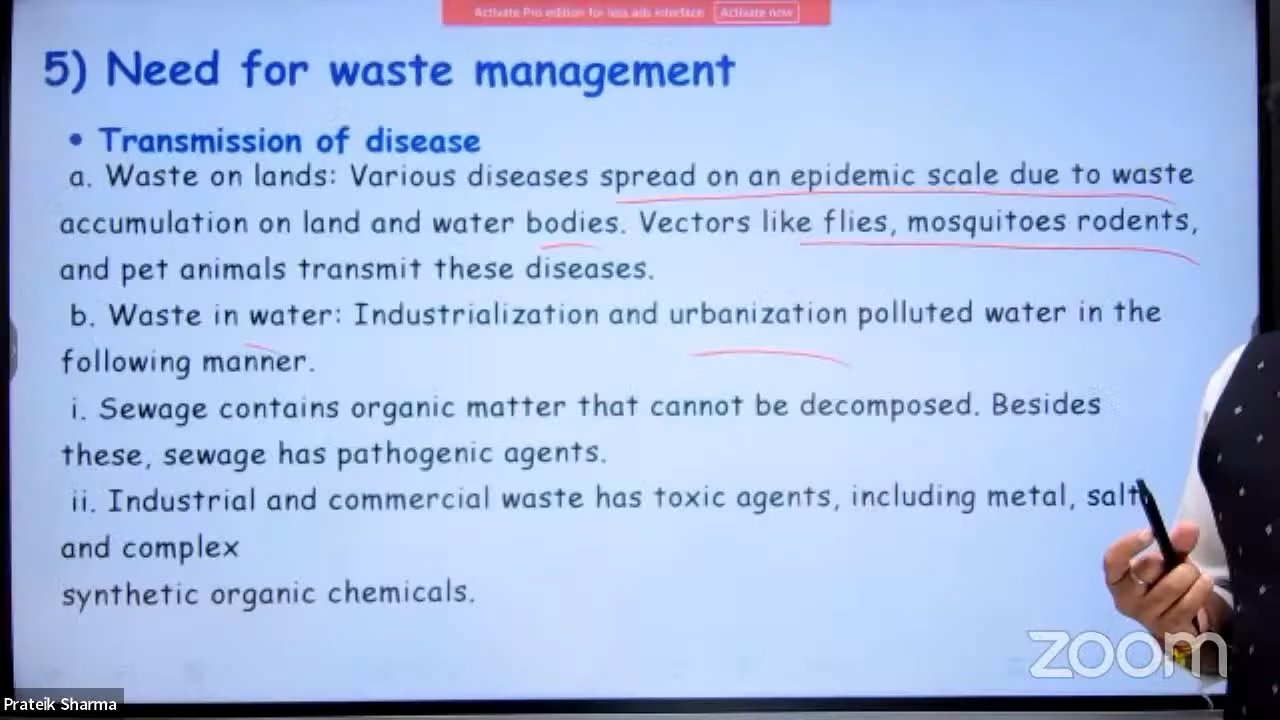 Activate Pro edition for less ads interface Activate now
5) Need for waste management
• Transmission of disease
a. Waste on lands: Various diseases spread on an epidemic scale due to waste
accumulation on land and water bodies. Vectors like flies, mosquitoes rodents,
and pet animals transmit these diseases.
b. Waste in water: Industrialization and urbanization polluted water in the
following manner.
i. Sewage contains organic matter that cannot be decomposed. Besides
these, sewage has pathogenic agents.
ii. Industrial and commercial waste has toxic agents, including metal, salt
and complex
synthetic organic chemicals.
zoom
Prateik Sharma